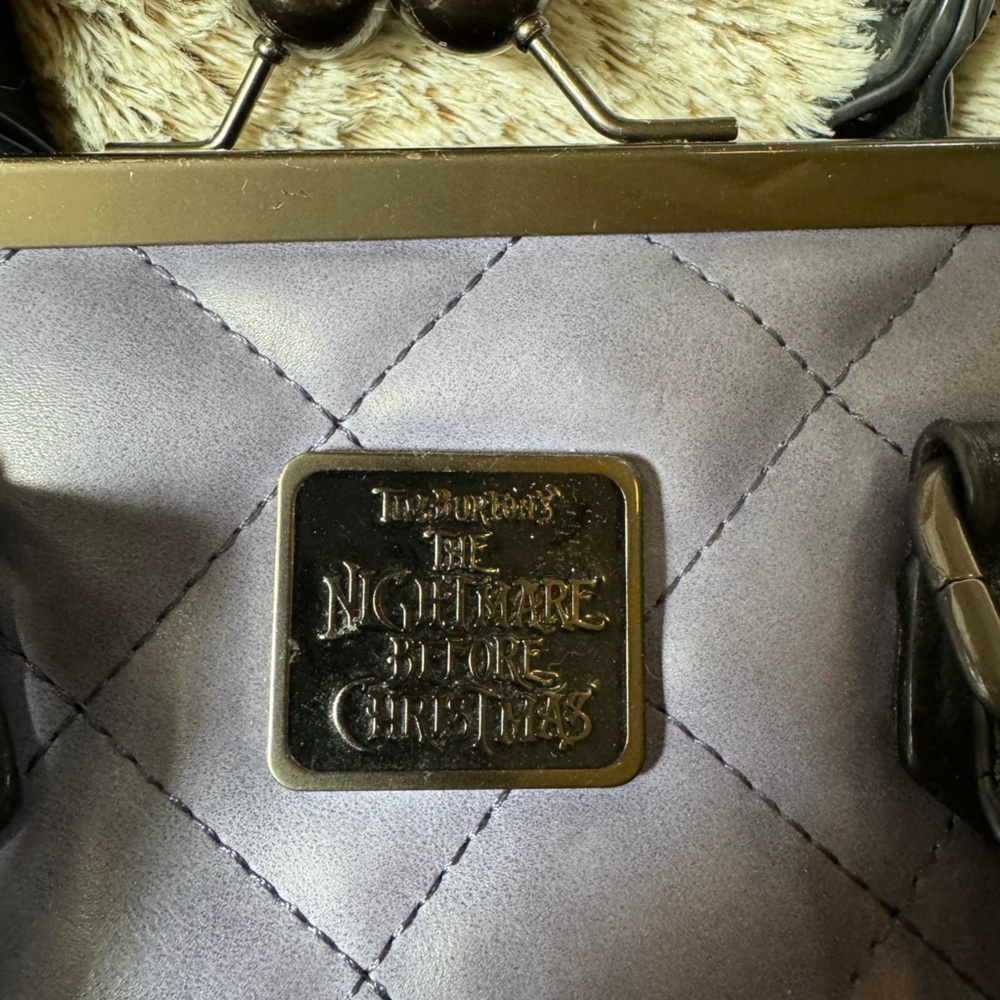 Tim Burton's
THE
NIGHTMARE
BEFORE
CHRISTMAS